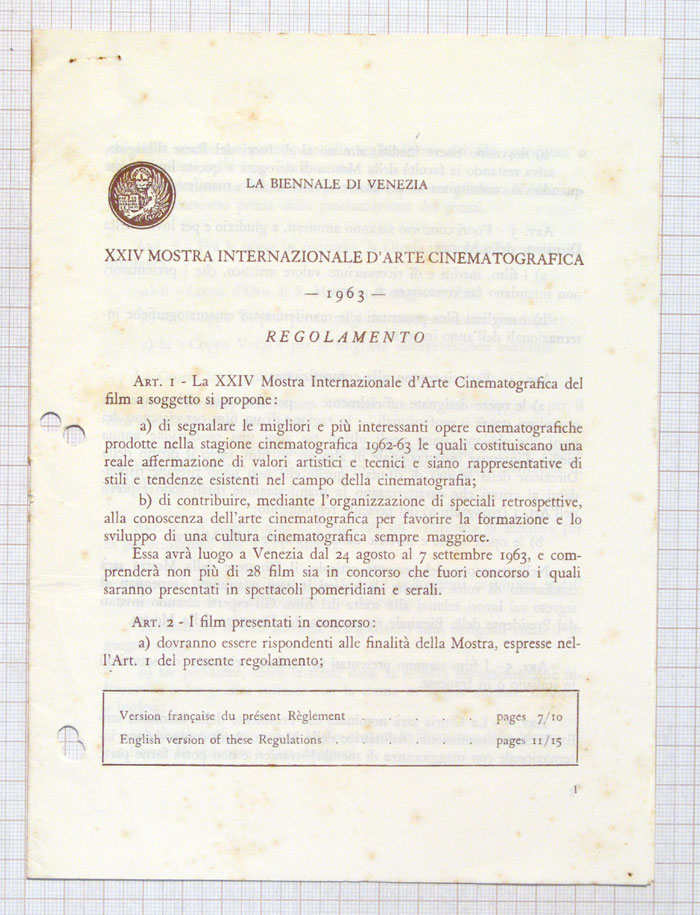 LA BIENNALE DI VENEZIA
XXIV MOSTRA INTERNAZIONALE D'ARTE CINEMATOGRAFICA
— 1963 —
REGOLAMENTO
ART. 1 - La XXIV Mostra Internazionale d'Arte Cinematografica del
film a soggetto si propone:
a) di segnalare le migliori e più interessanti opere cinematografiche
prodotte nella stagione cinematografica 1962-63 le quali costituiscano una
reale affermazione di valori artistici e tecnici e siano rappresentative di
stili e tendenze esistenti nel campo della cinematografia;
b) di contribuire, mediante l'organizzazione di speciali retrospettive,
alla conoscenza dell'arte cinematografica per favorire la formazione e lo
sviluppo di una cultura cinematografica sempre maggiore.
Essa avrà luogo a Venezia dal 24 agosto al 7 settembre 1963, e com-
prenderà non più di 28 film sia in concorso che fuori concorso i quali
saranno presentati in spettacoli pomeridiani e serali.
ART. 2 - I film presentati in concorso:
a) dovranno essere rispondenti alle finalità della Mostra, espresse nel-
l'Art. 1 del presente regolamento;
Version française du présent Règlement . . . . pages 7/10
English version of these Regulations . . . . . . pages 11/15
1